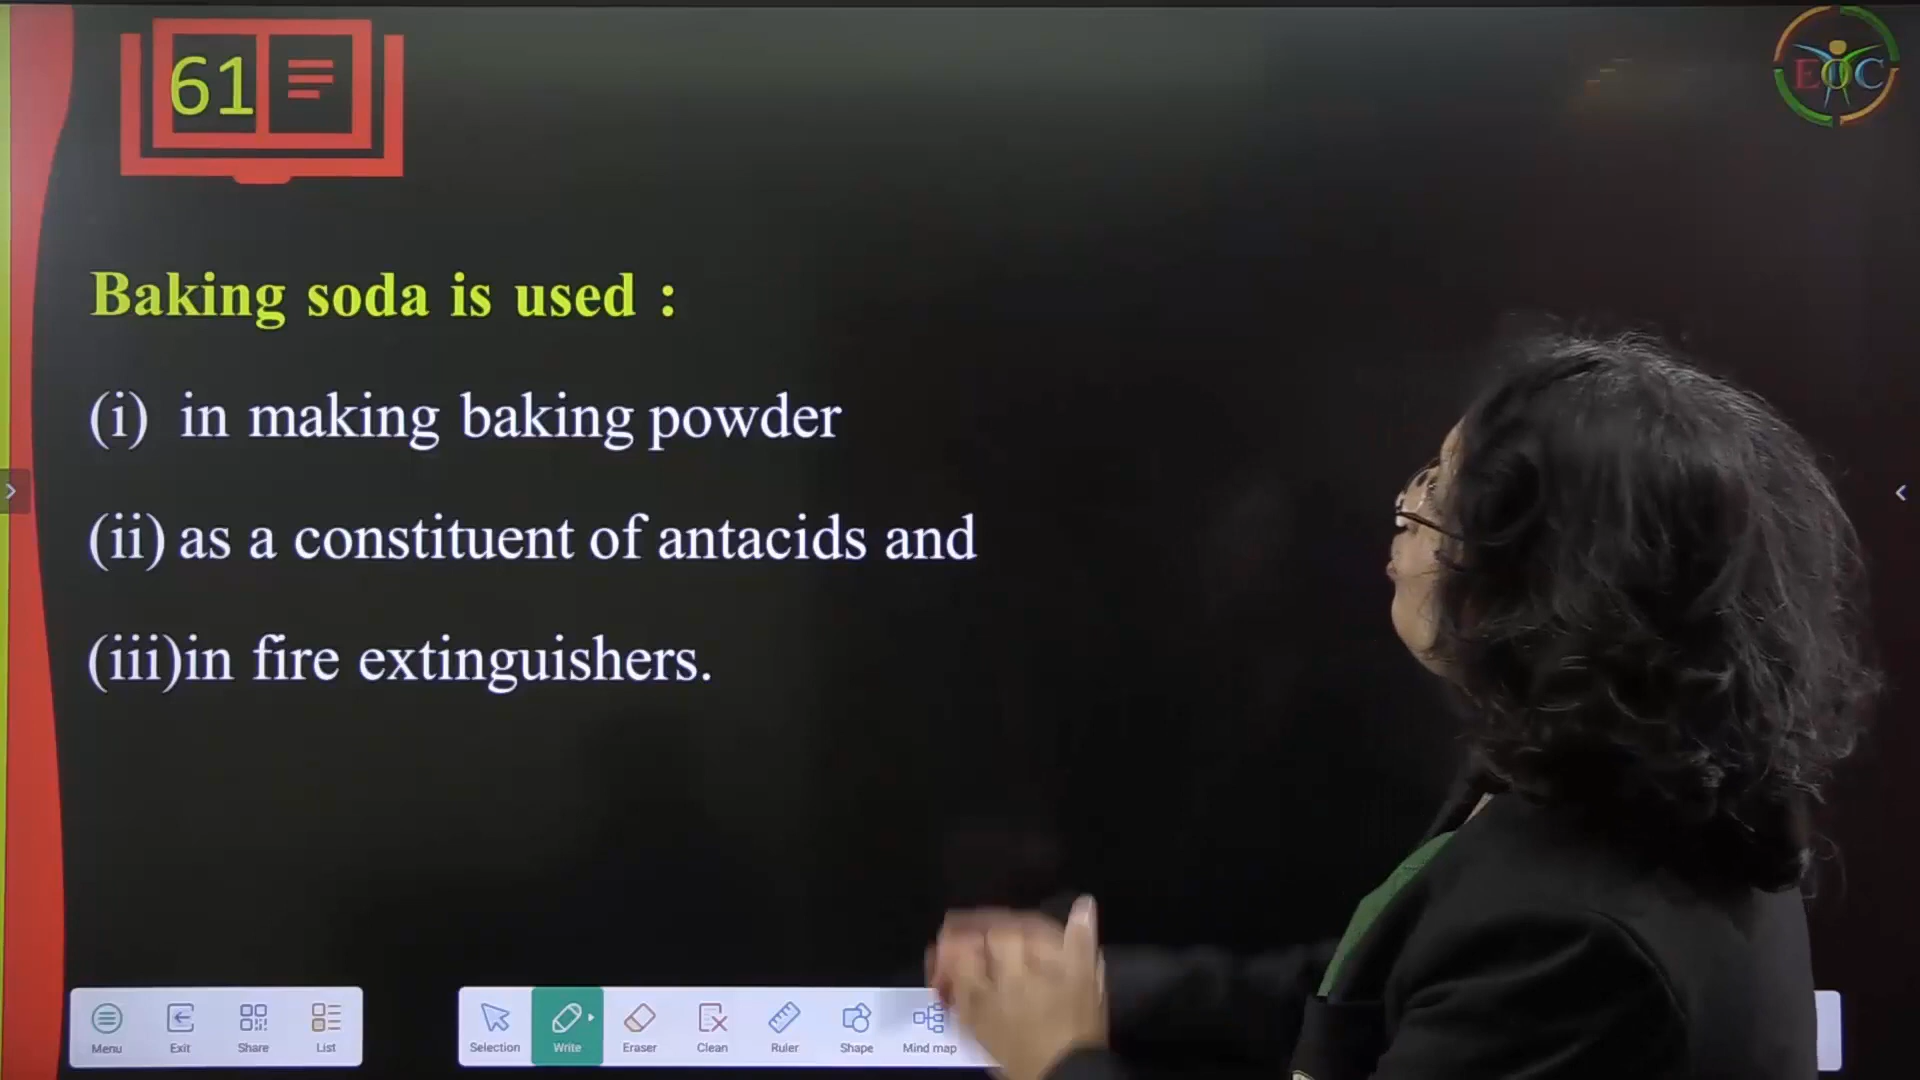 61
EOC
Baking soda is used :
(i) in making baking powder
(ii) as a constituent of antacids and
(iii)in fire extinguishers.
Menu
Exit
Share
List
Selection
Write
Eraser
Clean
Ruler
Shape
Mind map